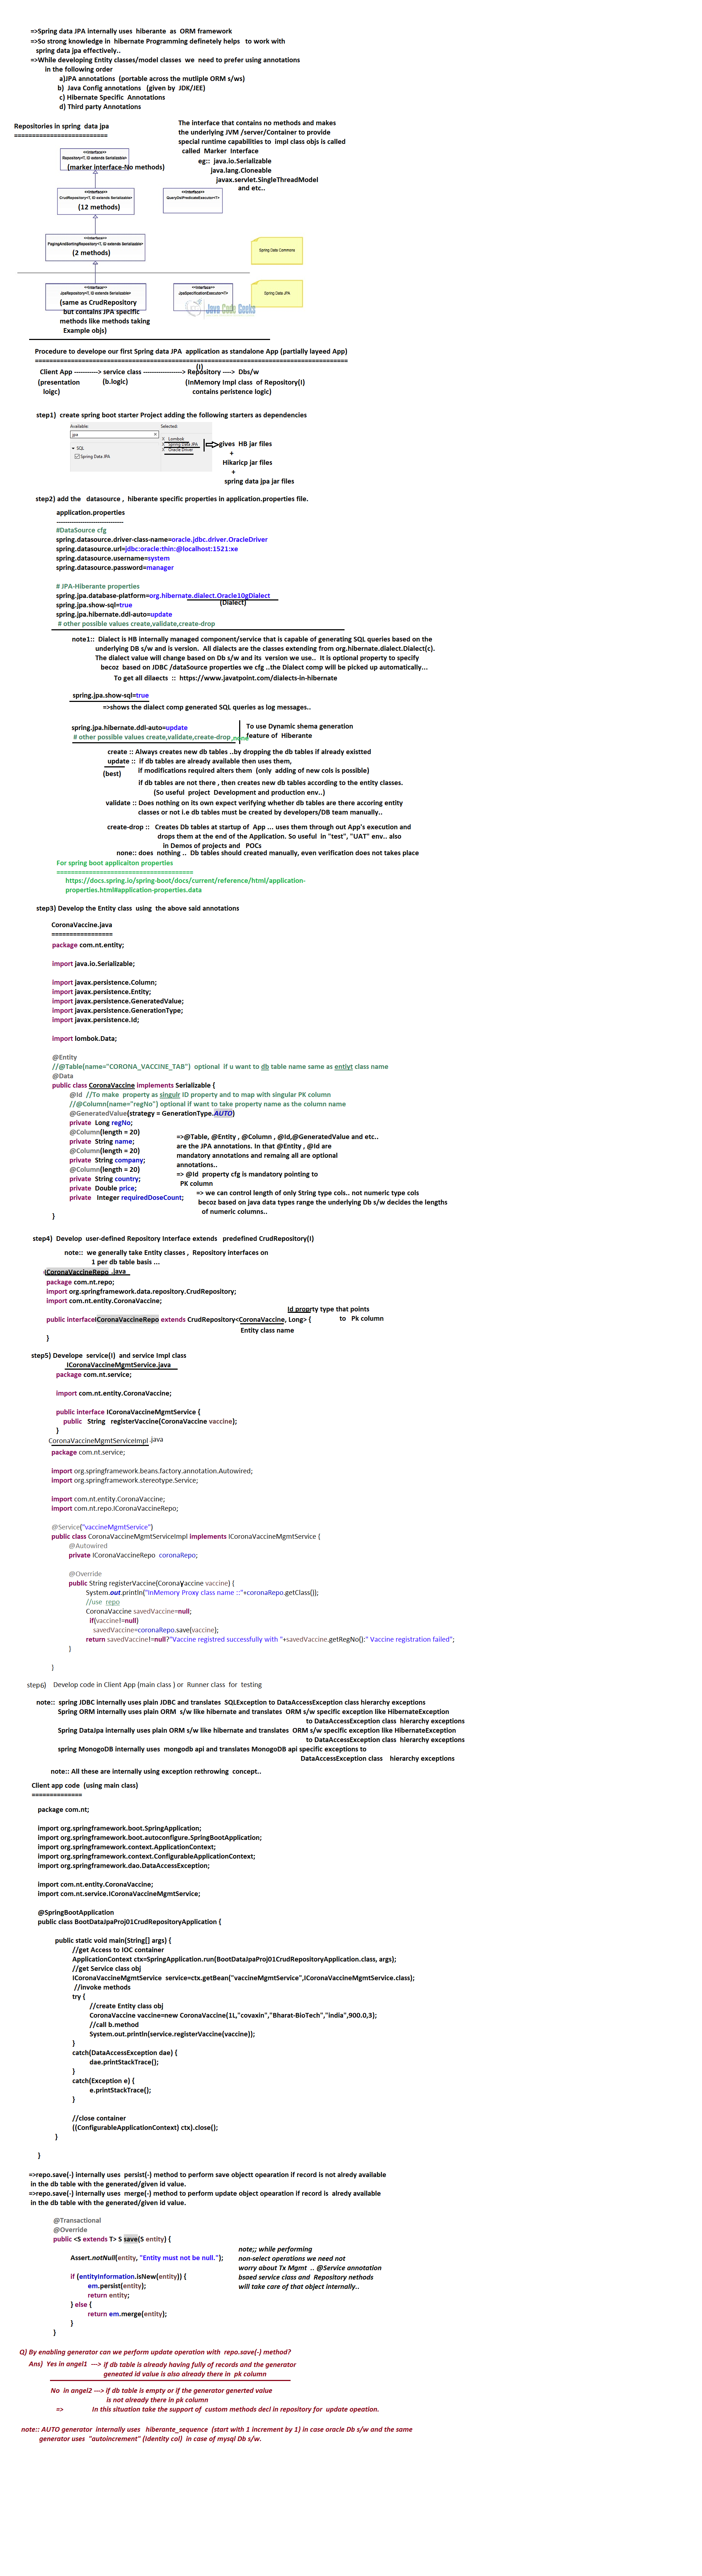 =>Spring data JPA internally uses hiberante as ORM framework
=>So strong knowledge in hibernate Programming definetely helps to work with
spring data jpa effectively..
=>While developing Entity classes/model classes we need to prefer using annotations
in the following order
a)JPA annotations (portable across the mutliple ORM s/ws)
b) Java Config annotations (given by JDK/JEE)
c) Hibernate Specific Annotations
d) Third party Annotations
Repositories in spring data jpa
==========================
The interface that contains no methods and makes
the underlying JVM /server/Container to provide
special runtime capabilities to impl class objs is called
called Marker Interface
eg:: java.io.Serializable
java.lang.Cloneable
javax.servlet.SingleThreadModel
and etc..
<<interface>>
Repository<T, ID extends Serializable>
(marker interface-No methods)
<<interface>>
CrudRepository<T, ID extends Serializable>
(12 methods)
<<interface>>
QueryDslPredicateExecutor<T>
<<interface>>
PagingAndSortingRepository<T, ID extends Serializable>
(2 methods)
Spring Data Commons
<<interface>>
JpaRepository<T, ID extends Serializable>
(same as CrudRepository
but contains JPA specific
methods like methods taking
Example objs)
<<interface>>
JpaSpecificationExecutor<T>
Spring Data JPA
Java Code Geeks
Procedure to develope our first Spring data JPA application as standalone App (partially layeed App)
=======================================================================================
(I)
Client App -----------> service class ------------------> Repository ----> Dbs/w
(presentation
loigc)
(b.logic)
(InMemory Impl class of Repository(I)
contains peristence logic)
step1) create spring boot starter Project adding the following starters as dependencies
Available:
Selected:
jpa
SQL
Spring Data JPA
X Lombok
X Spring Data JPA
X Oracle Driver
gives HB jar files
+
Hikaricp jar files
+
spring data jpa jar files
step2) add the datasource , hiberante specific properties in application.properties file.
application.properties
-------------------------------
#DataSource cfg
spring.datasource.driver-class-name=oracle.jdbc.driver.OracleDriver
spring.datasource.url=jdbc:oracle:thin:@localhost:1521:xe
spring.datasource.username=system
spring.datasource.password=manager
# JPA-Hiberante properties
spring.jpa.database-platform=org.hibernate.dialect.Oracle10gDialect
(Dialect)
spring.jpa.show-sql=true
spring.jpa.hibernate.ddl-auto=update
# other possible values create,validate,create-drop
note1:: Dialect is HB internally managed component/service that is capable of generating SQL queries based on the
underlying DB s/w and is version. All dialects are the classes extending from org.hibernate.dialect.Dialect(c).
The dialect value will change based on Db s/w and its version we use.. It is optional property to specify
becoz based on JDBC /dataSource properties we cfg ..the Dialect comp will be picked up automatically...
To get all dilaects :: https://www.javatpoint.com/dialects-in-hibernate
spring.jpa.show-sql=true
=>shows the dialect comp generated SQL queries as log messages..
spring.jpa.hibernate.ddl-auto=update
# other possible values create,validate,create-drop ,none
To use Dynamic shema generation
feature of Hiberante
create :: Always creates new db tables ..by dropping the db tables if already existted
update :: if db tables are already available then uses them,
(best)
if modifications required alters them (only adding of new cols is possible)
if db tables are not there , then creates new db tables according to the entity classes.
(So useful project Development and production env..)
validate :: Does nothing on its own expect verifying whether db tables are there accoring entity
classes or not i.e db tables must be created by developers/DB team manually..
create-drop :: Creates Db tables at startup of App ... uses them through out App's execution and
drops them at the end of the Application. So useful in "test", "UAT" env.. also
in Demos of projects and POCs
none:: does nothing .. Db tables should created manually, even verification does not takes place
For spring boot applicaiton properties
======================================
https://docs.spring.io/spring-boot/docs/current/reference/html/application-
properties.html#application-properties.data
step3) Develop the Entity class using the above said annotations
CoronaVaccine.java
=================
package com.nt.entity;
import java.io.Serializable;
import javax.persistence.Column;
import javax.persistence.Entity;
import javax.persistence.GeneratedValue;
import javax.persistence.GenerationType;
import javax.persistence.Id;
import lombok.Data;
@Entity
//@Table(name="CORONA_VACCINE_TAB") optional if u want to db table name same as entiyt class name
@Data
public class CoronaVaccine implements Serializable {
@Id //To make property as singulr ID property and to map with singular PK column
//@Column(name="regNo") optional if want to take property name as the column name
@GeneratedValue(strategy = GenerationType.AUTO)
private Long regNo;
@Column(length = 20)
private String name;
@Column(length = 20)
private String company;
@Column(length = 20)
private String country;
private Double price;
private Integer requiredDoseCount;
}
=>@Table, @Entity , @Column , @Id,@GeneratedValue and etc..
are the JPA annotations. In that @Entity , @Id are
mandatory annotations and remaing all are optional
annotations..
=> @Id property cfg is mandatory pointing to
PK column
=> we can control length of only String type cols.. not numeric type cols
becoz based on java data types range the underlying Db s/w decides the lengths
of numeric columns..
step4) Develop user-defined Repository Interface extends predefined CrudRepository(I)
note:: we generally take Entity classes , Repository interfaces on
1 per db table basis ...
ICoronaVaccineRepo .java
package com.nt.repo;
import org.springframework.data.repository.CrudRepository;
import com.nt.entity.CoronaVaccine;
Id proprty type that points
to Pk column
public interface ICoronaVaccineRepo extends CrudRepository<CoronaVaccine, Long> {
Entity class name
}
step5) Develope service(I) and service Impl class
ICoronaVaccineMgmtService.java
package com.nt.service;
import com.nt.entity.CoronaVaccine;
public interface ICoronaVaccineMgmtService {
public String registerVaccine(CoronaVaccine vaccine);
}
CoronaVaccineMgmtServiceImpl .java
package com.nt.service;
import org.springframework.beans.factory.annotation.Autowired;
import org.springframework.stereotype.Service;
import com.nt.entity.CoronaVaccine;
import com.nt.repo.ICoronaVaccineRepo;
@Service("vaccineMgmtService")
public class CoronaVaccineMgmtServiceImpl implements ICoronaVaccineMgmtService {
@Autowired
private ICoronaVaccineRepo coronaRepo;
@Override
public String registerVaccine(CoronaVaccine vaccine) {
System.out.println("InMemory Proxy class name ::"+coronaRepo.getClass());
//use repo
CoronaVaccine savedVaccine=null;
if(vaccine!=null)
savedVaccine=coronaRepo.save(vaccine);
return savedVaccine!=null?"Vaccine registred successfully with "+savedVaccine.getRegNo():" Vaccine registration failed";
}
}
step6) Develop code in Client App (main class ) or Runner class for testing
note:: spring JDBC internally uses plain JDBC and translates SQLException to DataAccessException class hierarchy exceptions
Spring ORM internally uses plain ORM s/w like hibernate and translates ORM s/w specific exception like HibernateException
to DataAccessException class hierarchy exceptions
Spring DataJpa internally uses plain ORM s/w like hibernate and translates ORM s/w specific exception like HibernateException
to DataAccessException class hierarchy exceptions
spring MonogoDB internally uses mongodb api and translates MonogoDB api specific exceptions to
DataAccessException class hierarchy exceptions
note:: All these are internally using exception rethrowing concept..
Client app code (using main class)
==============
package com.nt;
import org.springframework.boot.SpringApplication;
import org.springframework.boot.autoconfigure.SpringBootApplication;
import org.springframework.context.ApplicationContext;
import org.springframework.context.ConfigurableApplicationContext;
import org.springframework.dao.DataAccessException;
import com.nt.entity.CoronaVaccine;
import com.nt.service.ICoronaVaccineMgmtService;
@SpringBootApplication
public class BootDataJpaProj01CrudRepositoryApplication {
public static void main(String[] args) {
//get Access to IOC container
ApplicationContext ctx=SpringApplication.run(BootDataJpaProj01CrudRepositoryApplication.class, args);
//get Service class obj
ICoronaVaccineMgmtService service=ctx.getBean("vaccineMgmtService",ICoronaVaccineMgmtService.class);
//invoke methods
try {
//create Entity class obj
CoronaVaccine vaccine=new CoronaVaccine(1L,"covaxin","Bharat-BioTech","india",900.0,3);
//call b.method
System.out.println(service.registerVaccine(vaccine));
}
catch(DataAccessException dae) {
dae.printStackTrace();
}
catch(Exception e) {
e.printStackTrace();
}
//close container
((ConfigurableApplicationContext) ctx).close();
}
}
=>repo.save(-) internally uses persist(-) method to perform save objectt opearation if record is not alredy available
in the db table with the generated/given id value.
=>repo.save(-) internally uses merge(-) method to perform update object opearation if record is alredy available
in the db table with the generated/given id value.
@Transactional
@Override
public <S extends T> S save(S entity) {
Assert.notNull(entity, "Entity must not be null.");
if (entityInformation.isNew(entity)) {
em.persist(entity);
return entity;
} else {
return em.merge(entity);
}
}
note;; while performing
non-select operations we need not
worry about Tx Mgmt .. @Service annotation
bsaed service class and Repository nethods
will take care of that object internally..
Q) By enabling generator can we perform update operation with repo.save(-) method?
Ans) Yes in angel1 ---> If db table is already having fully of records and the generator
geneated id value is also already there in pk column
No in angel2 ---> if db table is empty or if the generator generted value
is not already there in pk column
=> In this situation take the support of custom methods decl in repository for update opeation.
note:: AUTO generator internally uses hiberante_sequence (start with 1 increment by 1) in case oracle Db s/w and the same
generator uses "autoincrement" (Identity col) in case of mysql Db s/w.